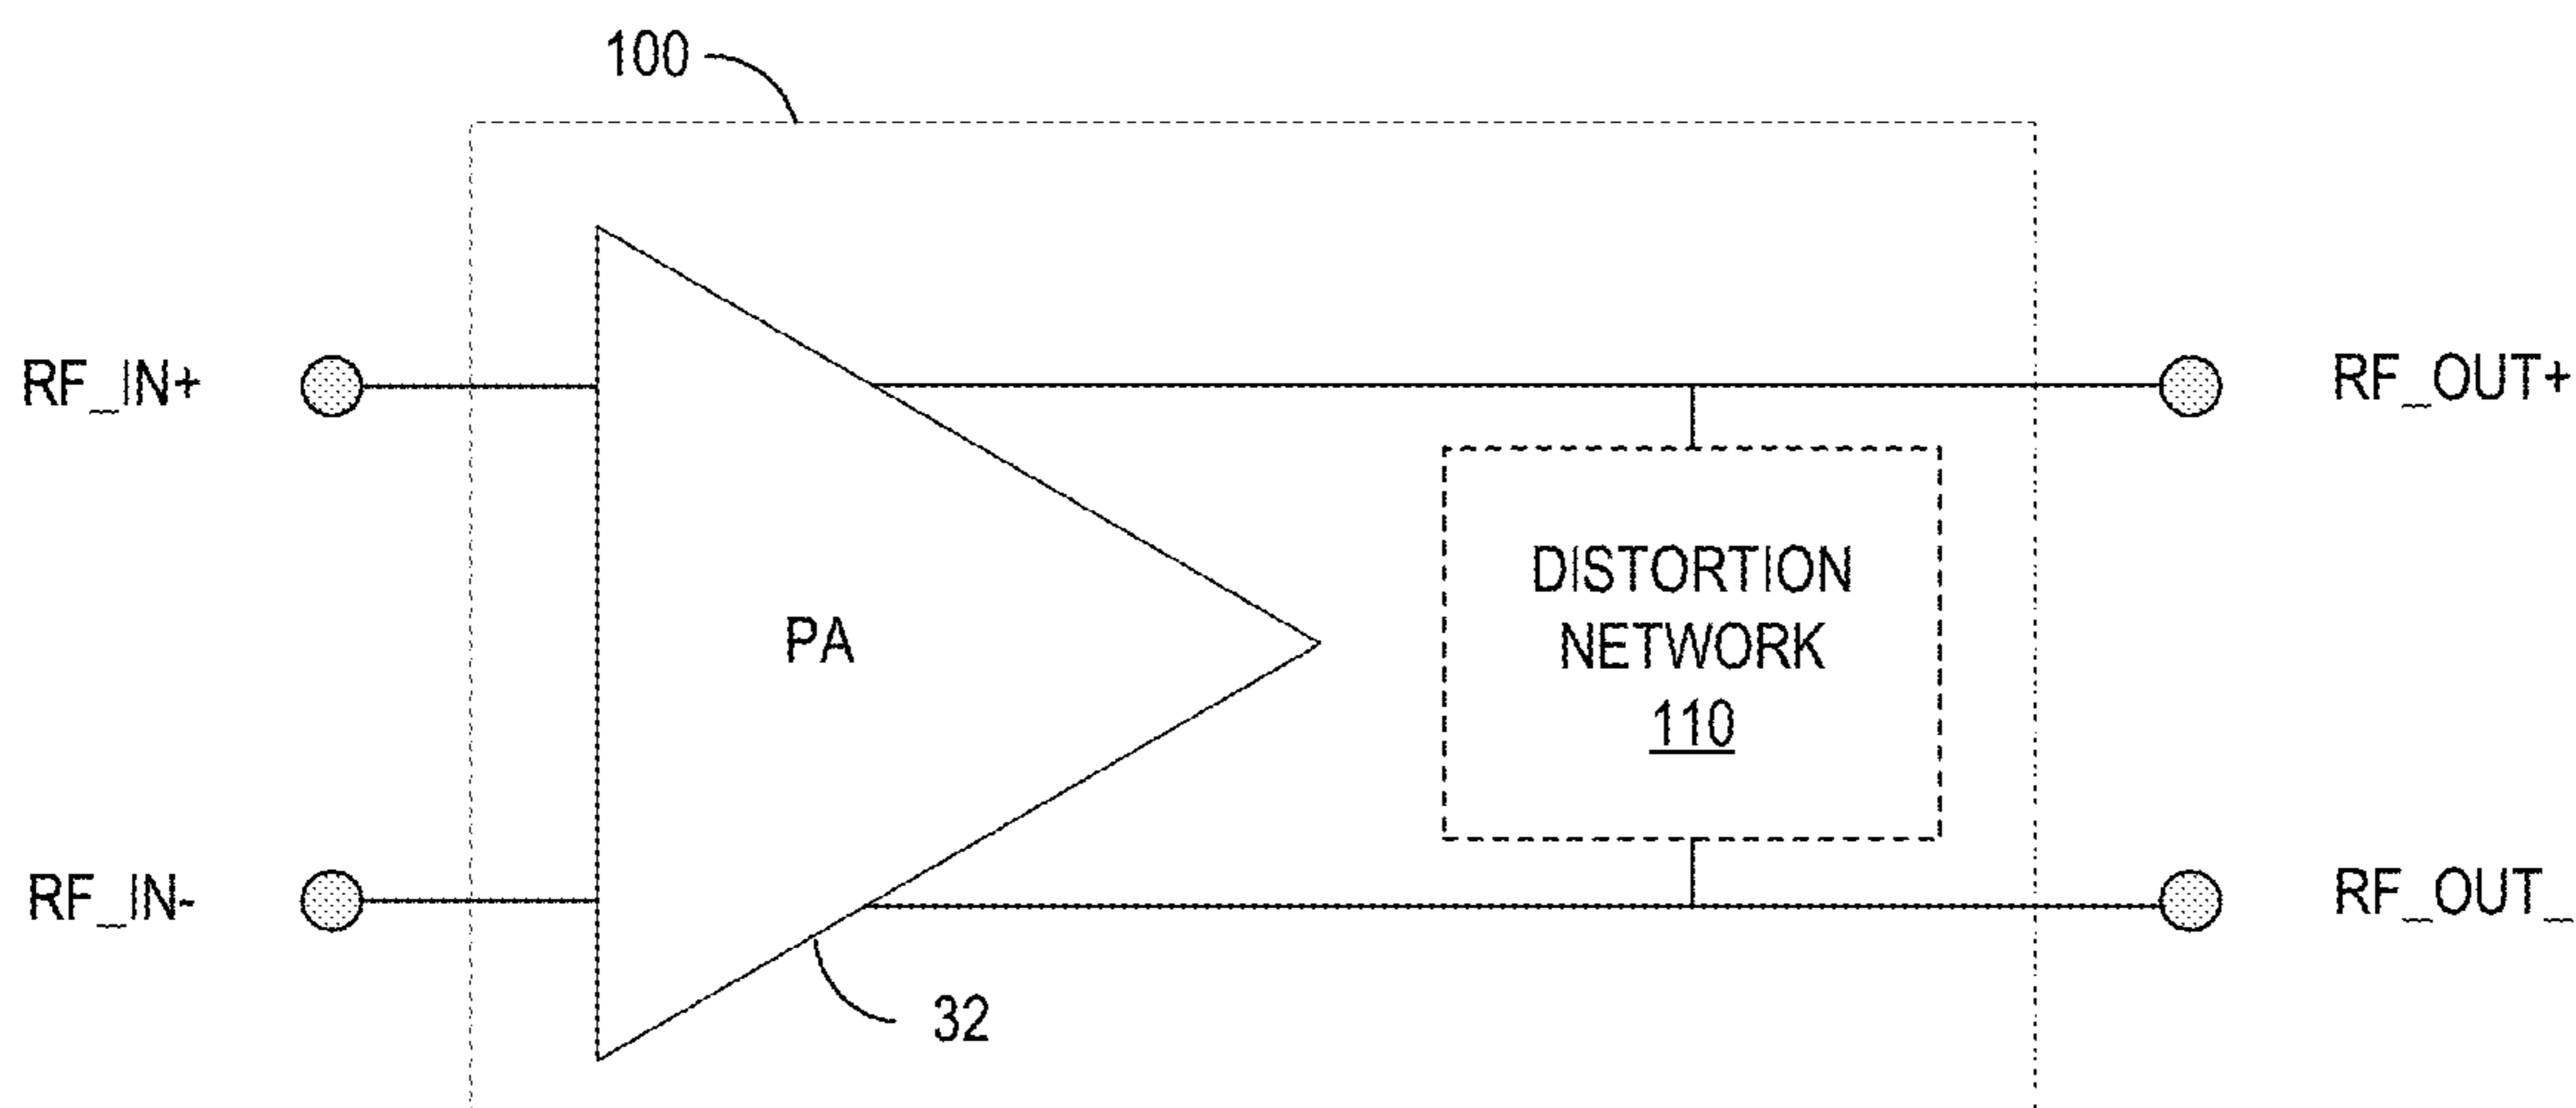 100
RF_IN+
RF_OUT+
PA
DISTORTION
NETWORK
110
RF_IN-
RF_OUT_
32